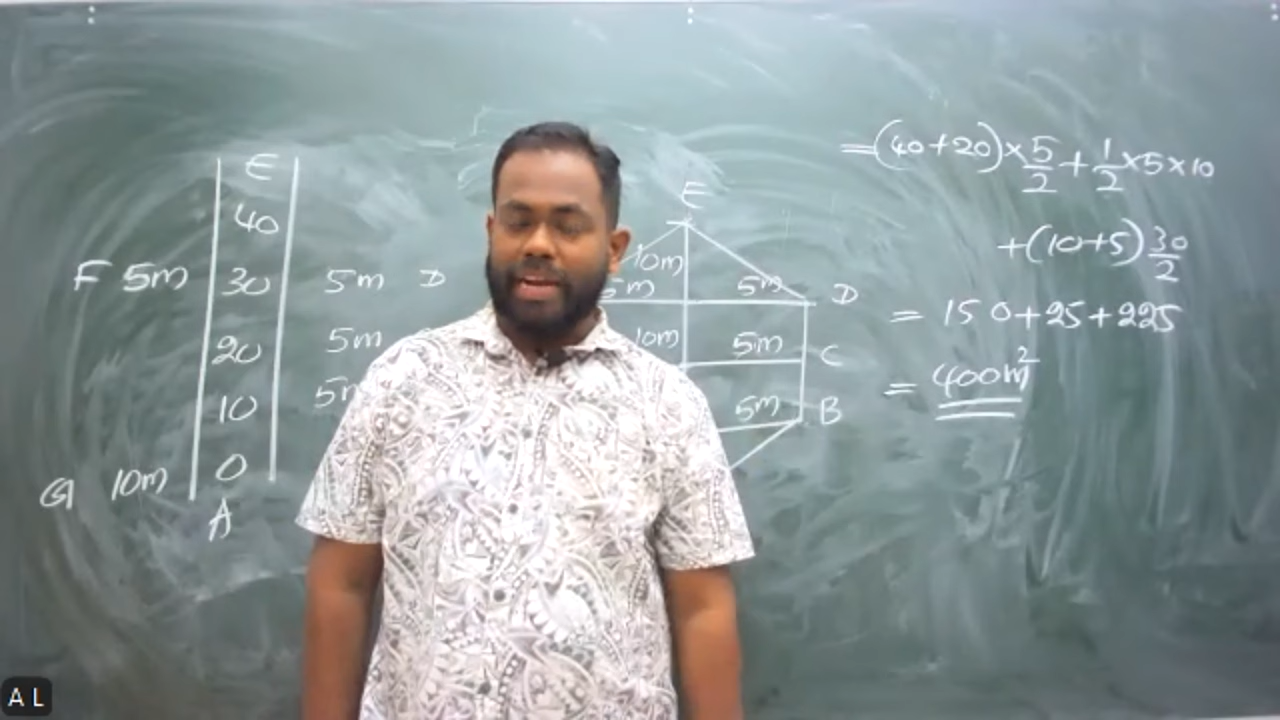 E
40
F 5m 30 5m D
20 5m
10
G 10m 0
A
E
10m
5m 5m D
10m 5m C
5m B
=(40+20)×5/2+1/2×5×10
+(10+5)30/2
= 150+25+225
= 400m²
A L